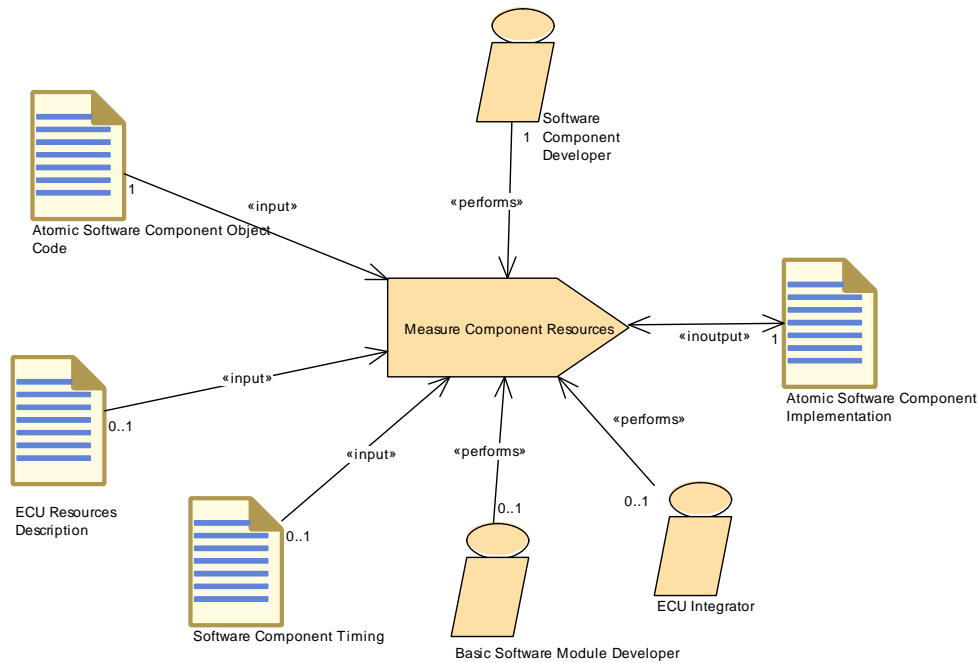 Software
1
Component
Developer
«performs»
1
«input»
Atomic Software Component Object
Code
Measure Component Resources
«inoutput»
1
Atomic Software Component
Implementation
«input»
0..1
ECU Resources
Description
«input»
0..1
Software Component Timing
«performs»
0..1
Basic Software Module Developer
«performs»
0..1
ECU Integrator